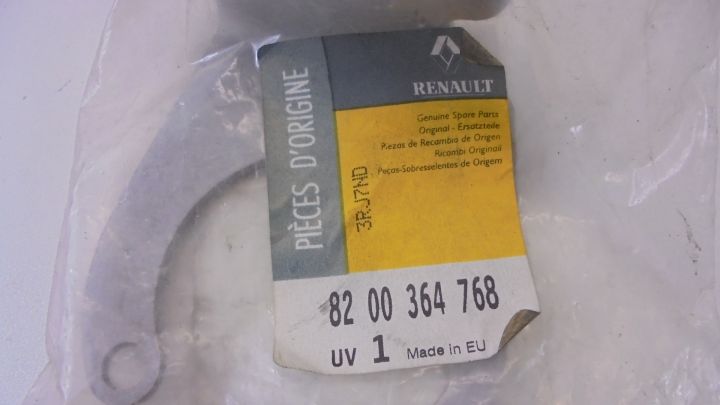 RENAULT
PIÈCES D'ORIGINE
Genuine Spare Parts
Original - Ersatzteile
Piezas de Recambio de Origen
Ricambi Originali
Peças-Sobresselentes de Origem
3RJ7ND
82 00 364 768
UV 1 Made in EU